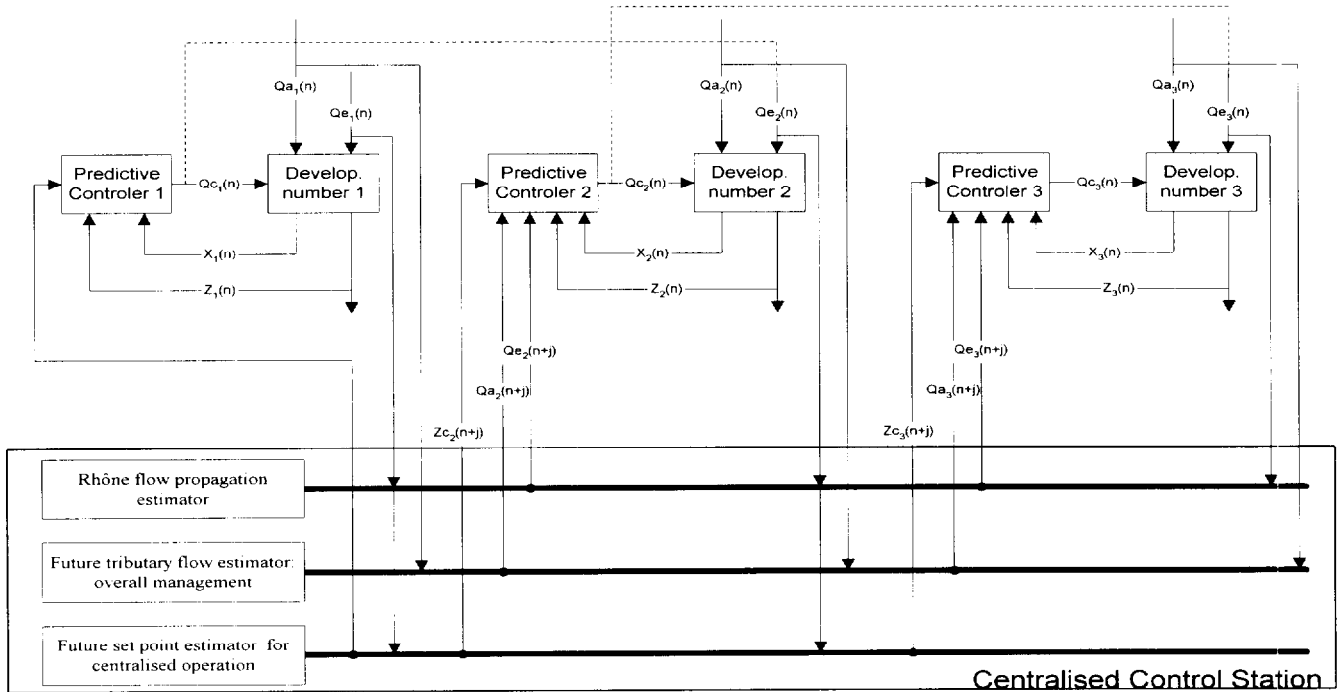 Qa₁(n)
Qe₁(n)
Qa₂(n)
Qe₂(n)
Qa₃(n)
Qe₃(n)
Predictive
Controler 1
Qc₁(n)
Develop.
number 1
Predictive
Controler 2
Qc₂(n)
Develop.
number 2
Predictive
Controler 3
Qc₃(n)
Develop.
number 3
X₁(n)
X₂(n)
X₃(n)
Z₁(n)
Z₂(n)
Z₃(n)
Qe₂(n+j)
Qe₃(n+j)
Qa₂(n+j)
Qa₃(n+j)
Zc₂(n+j)
Zc₃(n+j)
Rhône flow propagation
estimator
Future tributary flow estimator:
overall management
Future set point estimator for
centralised operation
Centralised Control Station